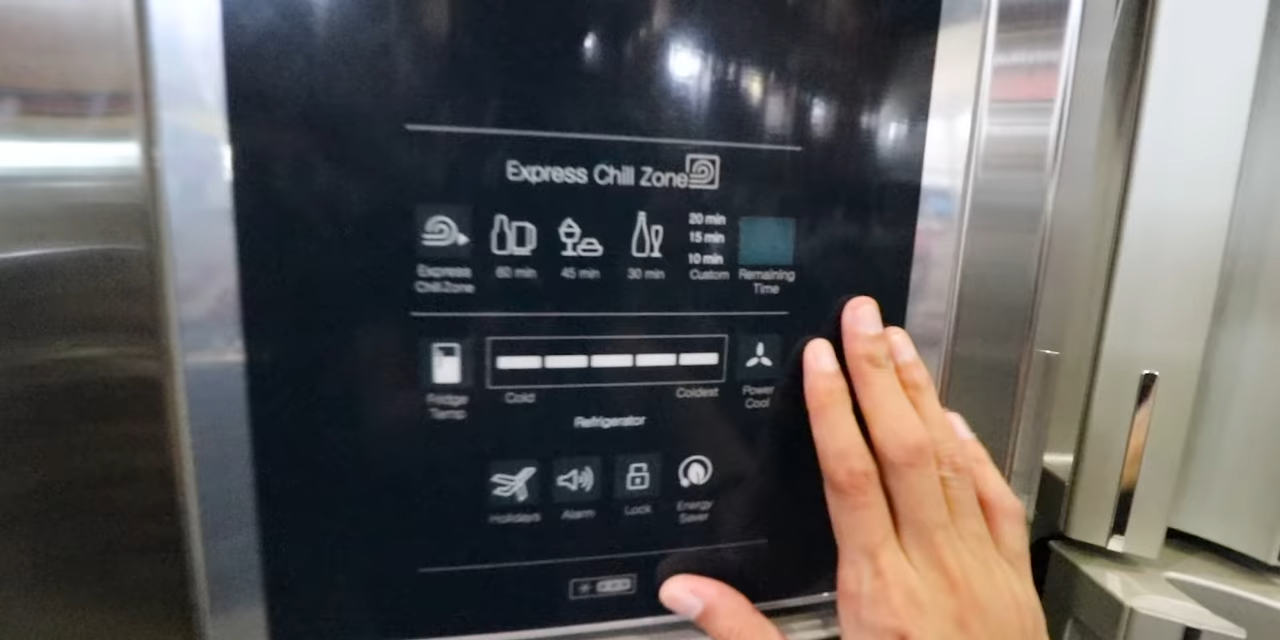 Express Chill Zone
20 min
15 min
10 min
Express Chill Zone
60 min
45 min
30 min
Custom
Remaining Time
Fridge Temp
Cold
Coldest
Power Cool
Refrigerator
Holidays
Alarm
Lock
Energy Saver